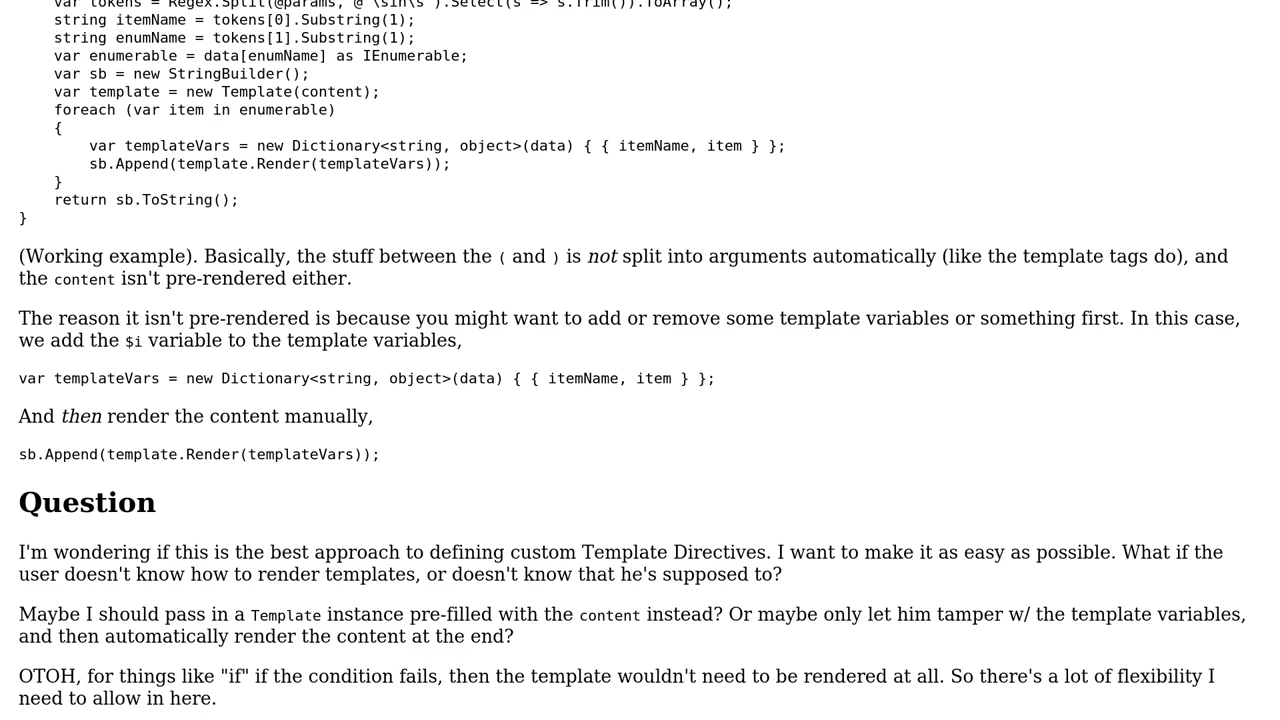 var tokens = Regex.Split(@params, @"\sin\s").Select(s => s.Trim()).ToArray();
string itemName = tokens[0].Substring(1);
string enumName = tokens[1].Substring(1);
var enumerable = data[enumName] as IEnumerable;
var sb = new StringBuilder();
var template = new Template(content);
foreach (var item in enumerable)
{
var templateVars = new Dictionary<string, object>(data) { { itemName, item } };
sb.Append(template.Render(templateVars));
}
return sb.ToString();
}
(Working example). Basically, the stuff between the ( and ) is not split into arguments automatically (like the template tags do), and
the content isn't pre-rendered either.
The reason it isn't pre-rendered is because you might want to add or remove some template variables or something first. In this case,
we add the $i variable to the template variables,
var templateVars = new Dictionary<string, object>(data) { { itemName, item } };
And then render the content manually,
sb.Append(template.Render(templateVars));
Question
I'm wondering if this is the best approach to defining custom Template Directives. I want to make it as easy as possible. What if the
user doesn't know how to render templates, or doesn't know that he's supposed to?
Maybe I should pass in a Template instance pre-filled with the content instead? Or maybe only let him tamper w/ the template variables,
and then automatically render the content at the end?
OTOH, for things like "if" if the condition fails, then the template wouldn't need to be rendered at all. So there's a lot of flexibility I
need to allow in here.